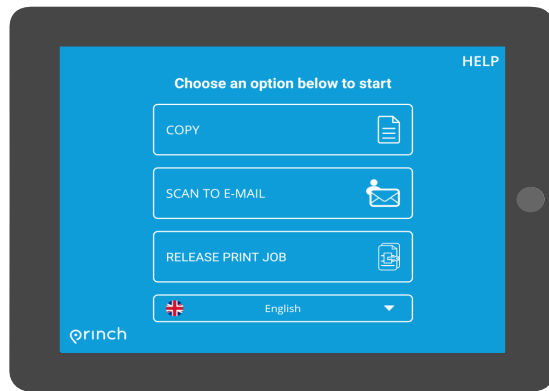 HELP
Choose an option below to start
COPY
SCAN TO E-MAIL
RELEASE PRINT JOB
English
princh